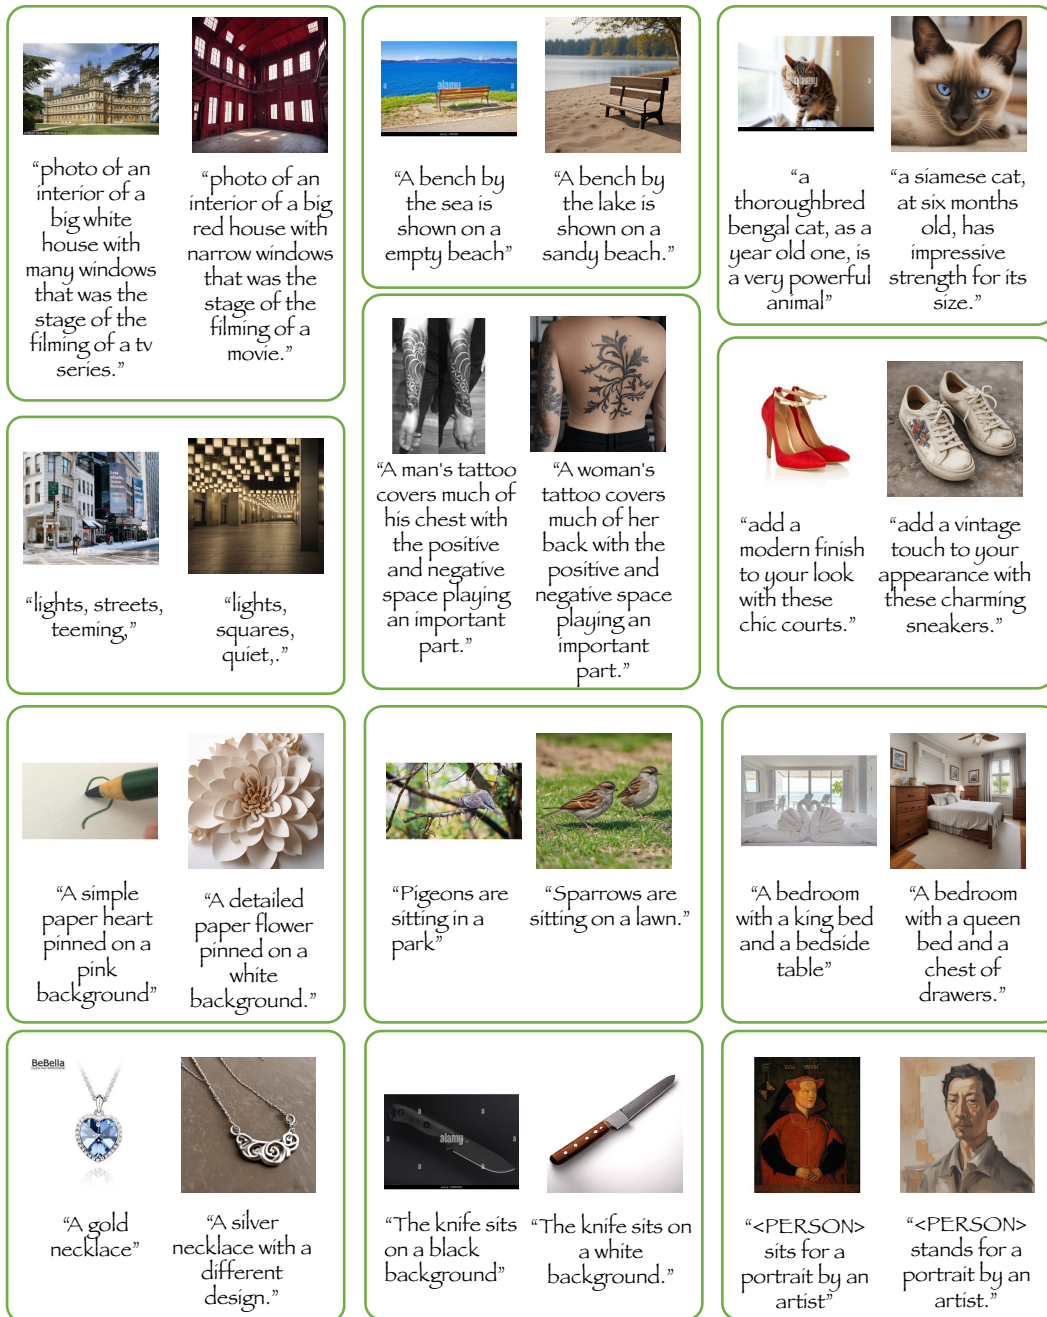 "photo of an
interior of a
big white
house with
many windows
that was the
stage of the
filming of a tv
series."
"photo of an
interior of a big
red house with
narrow windows
that was the
stage of the
filming of a
movie."
alamy
"A bench by
the sea is
shown on a
empty beach"
"A bench by
the lake is
shown on a
sandy beach."
alamy
"a
thoroughbred
bengal cat, as a
year old one, is
a very powerful
animal"
"a siamese cat,
at six months
old, has
impressive
strength for its
size."
"lights, streets,
teeming,"
"lights,
squares,
quiet,."
"A man's tattoo
covers much of
his chest with
the positive
and negative
space playing
an important
part."
"A woman's
tattoo covers
much of her
back with the
positive and
negative space
playing an
important
part."
"add a
modern finish
to your look
with these
chic courts."
"add a vintage
touch to your
appearance with
these charming
sneakers."
"A simple
paper heart
pinned on a
pink
background"
"A detailed
paper flower
pinned on a
white
background."
"Pigeons are
sitting in a
park"
"Sparrows are
sitting on a lawn."
"A bedroom
with a king bed
and a bedside
table"
"A bedroom
with a queen
bed and a
chest of
drawers."
BeBella
"A gold
necklace"
"A silver
necklace with a
different
design."
a
a
alamy
a
a
"The knife sits
on a black
background"
"The knife sits on
a white
background."
"<PERSON>
sits for a
portrait by an
artist"
"<PERSON>
stands for a
portrait by an
artist."